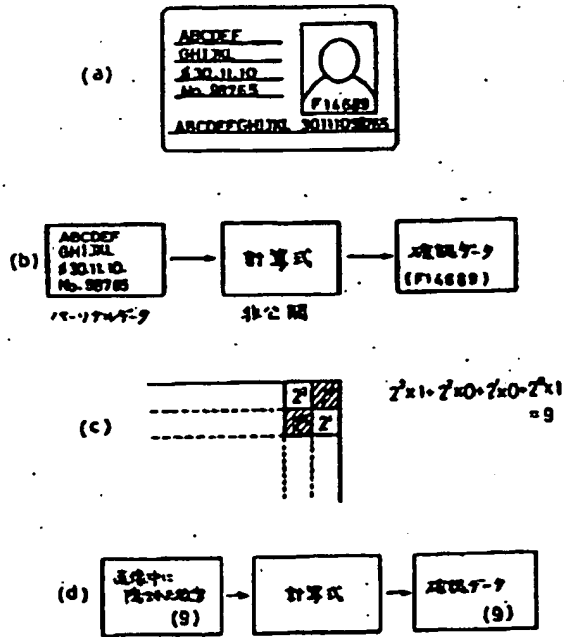 (a)
ABCDEF
GHIJKL
S30.11.10
No. 98765
F14689
ABCDEFGHIJKL 30111098765
(b)
ABCDEF
GHIJKL
S30.11.10.
No. 98765
パーソナルデータ
計算式
非公開
確認データ
(F14689)
(c)
2³
2¹
2³×1+2²×0+2¹×0+2⁰×1
=9
(d)
画像中に
隠された数字
(9)
計算式
確認データ
(9)